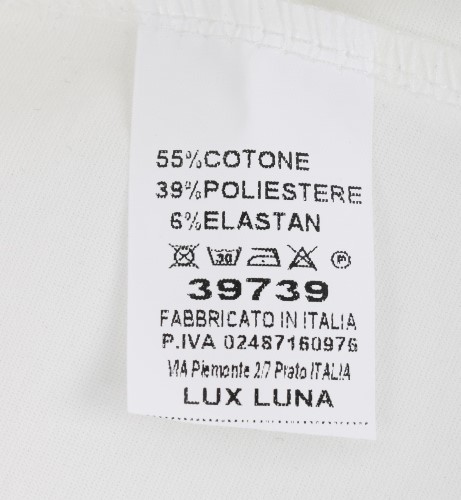 55%COTONE
39%POLIESTERE
6%ELASTAN
30 P
39739
FABBRICATO IN ITALIA
P.IVA 02487160976
VIA Piemonte 2/7 Prato ITALIA
LUX LUNA